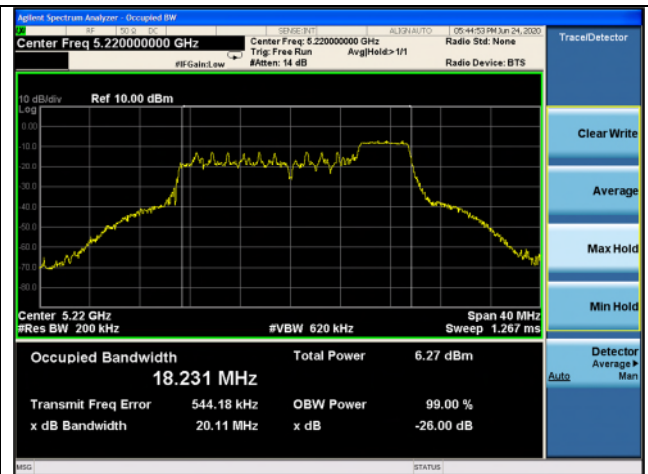 Agilent Spectrum Analyzer - Occupied BW
RF 50 Ω DC SENSE:INT ALIGN AUTO 05:44:53 PM Jun 24, 2020
Center Freq 5.220000000 GHz
Center Freq: 5.220000000 GHz
Radio Std: None
Trig: Free Run Avg|Hold:>1/1
#IFGain:Low #Atten: 14 dB Radio Device: BTS
Trace/Detector
10 dB/div Ref 10.00 dBm
Log
0.00
-10.0
-20.0
-30.0
-40.0
-50.0
-60.0
-70.0
-80.0
Clear Write
Average
Max Hold
Min Hold
Center 5.22 GHz Span 40 MHz
#Res BW 200 kHz #VBW 620 kHz Sweep 1.267 ms
Occupied Bandwidth Total Power 6.27 dBm
18.231 MHz
Transmit Freq Error 544.18 kHz OBW Power 99.00 %
x dB Bandwidth 20.11 MHz x dB -26.00 dB
Detector
Average
Auto Man
MSG STATUS